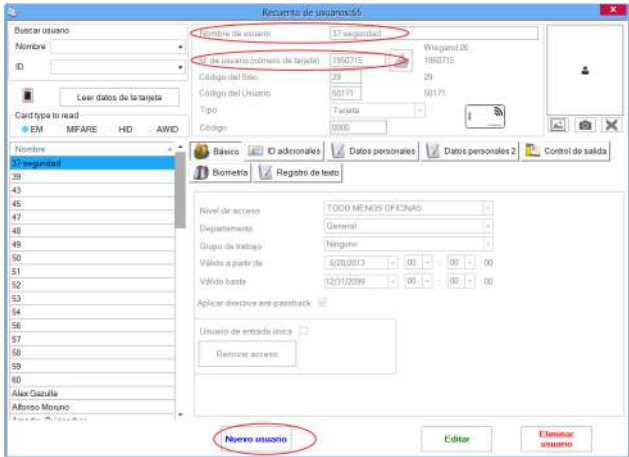 Recuento de usuarios:65
Buscar usuario
Nombre
ID
Leer datos de la tarjeta
Card type to read
EM MIFARE HID AWID
Nombre
37-seguridad
39
43
45
47
48
49
50
51
52
53
54
56
57
58
59
60
Alex Gazulla
Alfonso Moruno
Nombre de usuario 37-seguridad
Id. de usuario (número de tarjeta) 1950715
Wiegand 26
1950715
Código del Sitio 29 29
Código del Usuario 50171 50171
Tipo Tarjeta
Código 0000
Básico ID adicionales Datos personales Datos personales 2 Control de salida
Biometría Registro de texto
Nivel de acceso TODO MENOS OFICINAS
Departamento General
Grupo de trabajo Ninguno
Válido a partir de 6/20/2013 00 : 00 : 00
Válido hasta 12/31/2099 00 : 00 : 00
Aplicar directiva anti-passback
Usuario de entrada única
Renovar acceso
Nuevo usuario
Editar
Eliminar
usuario